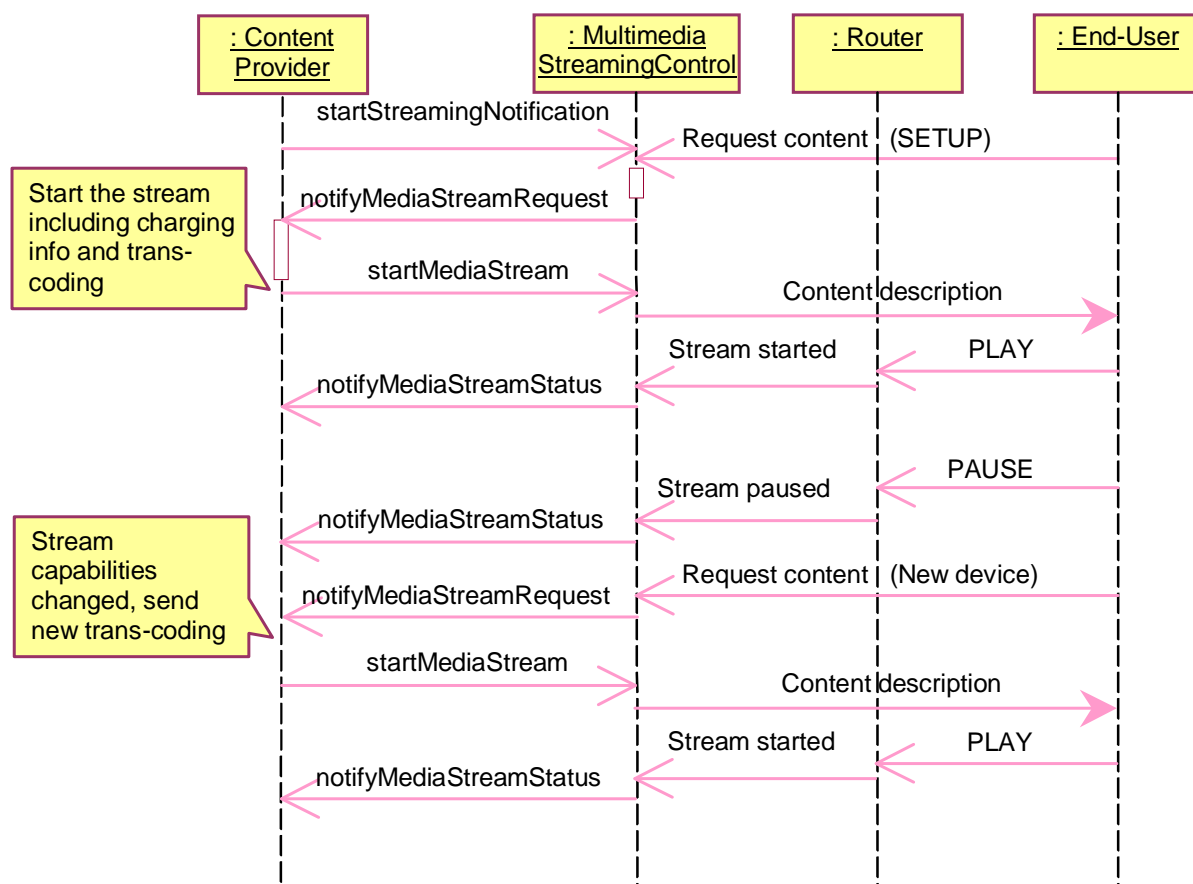 : Content
Provider
: Multimedia
StreamingControl
: Router
: End-User
startStreamingNotification
Request content (SETUP)
Start the stream
including charging
info and trans-
coding
notifyMediaStreamRequest
startMediaStream
Content description
Stream started
PLAY
notifyMediaStreamStatus
PAUSE
Stream paused
notifyMediaStreamStatus
Stream
capabilities
changed, send
new trans-coding
Request content (New device)
notifyMediaStreamRequest
startMediaStream
Content description
Stream started
PLAY
notifyMediaStreamStatus